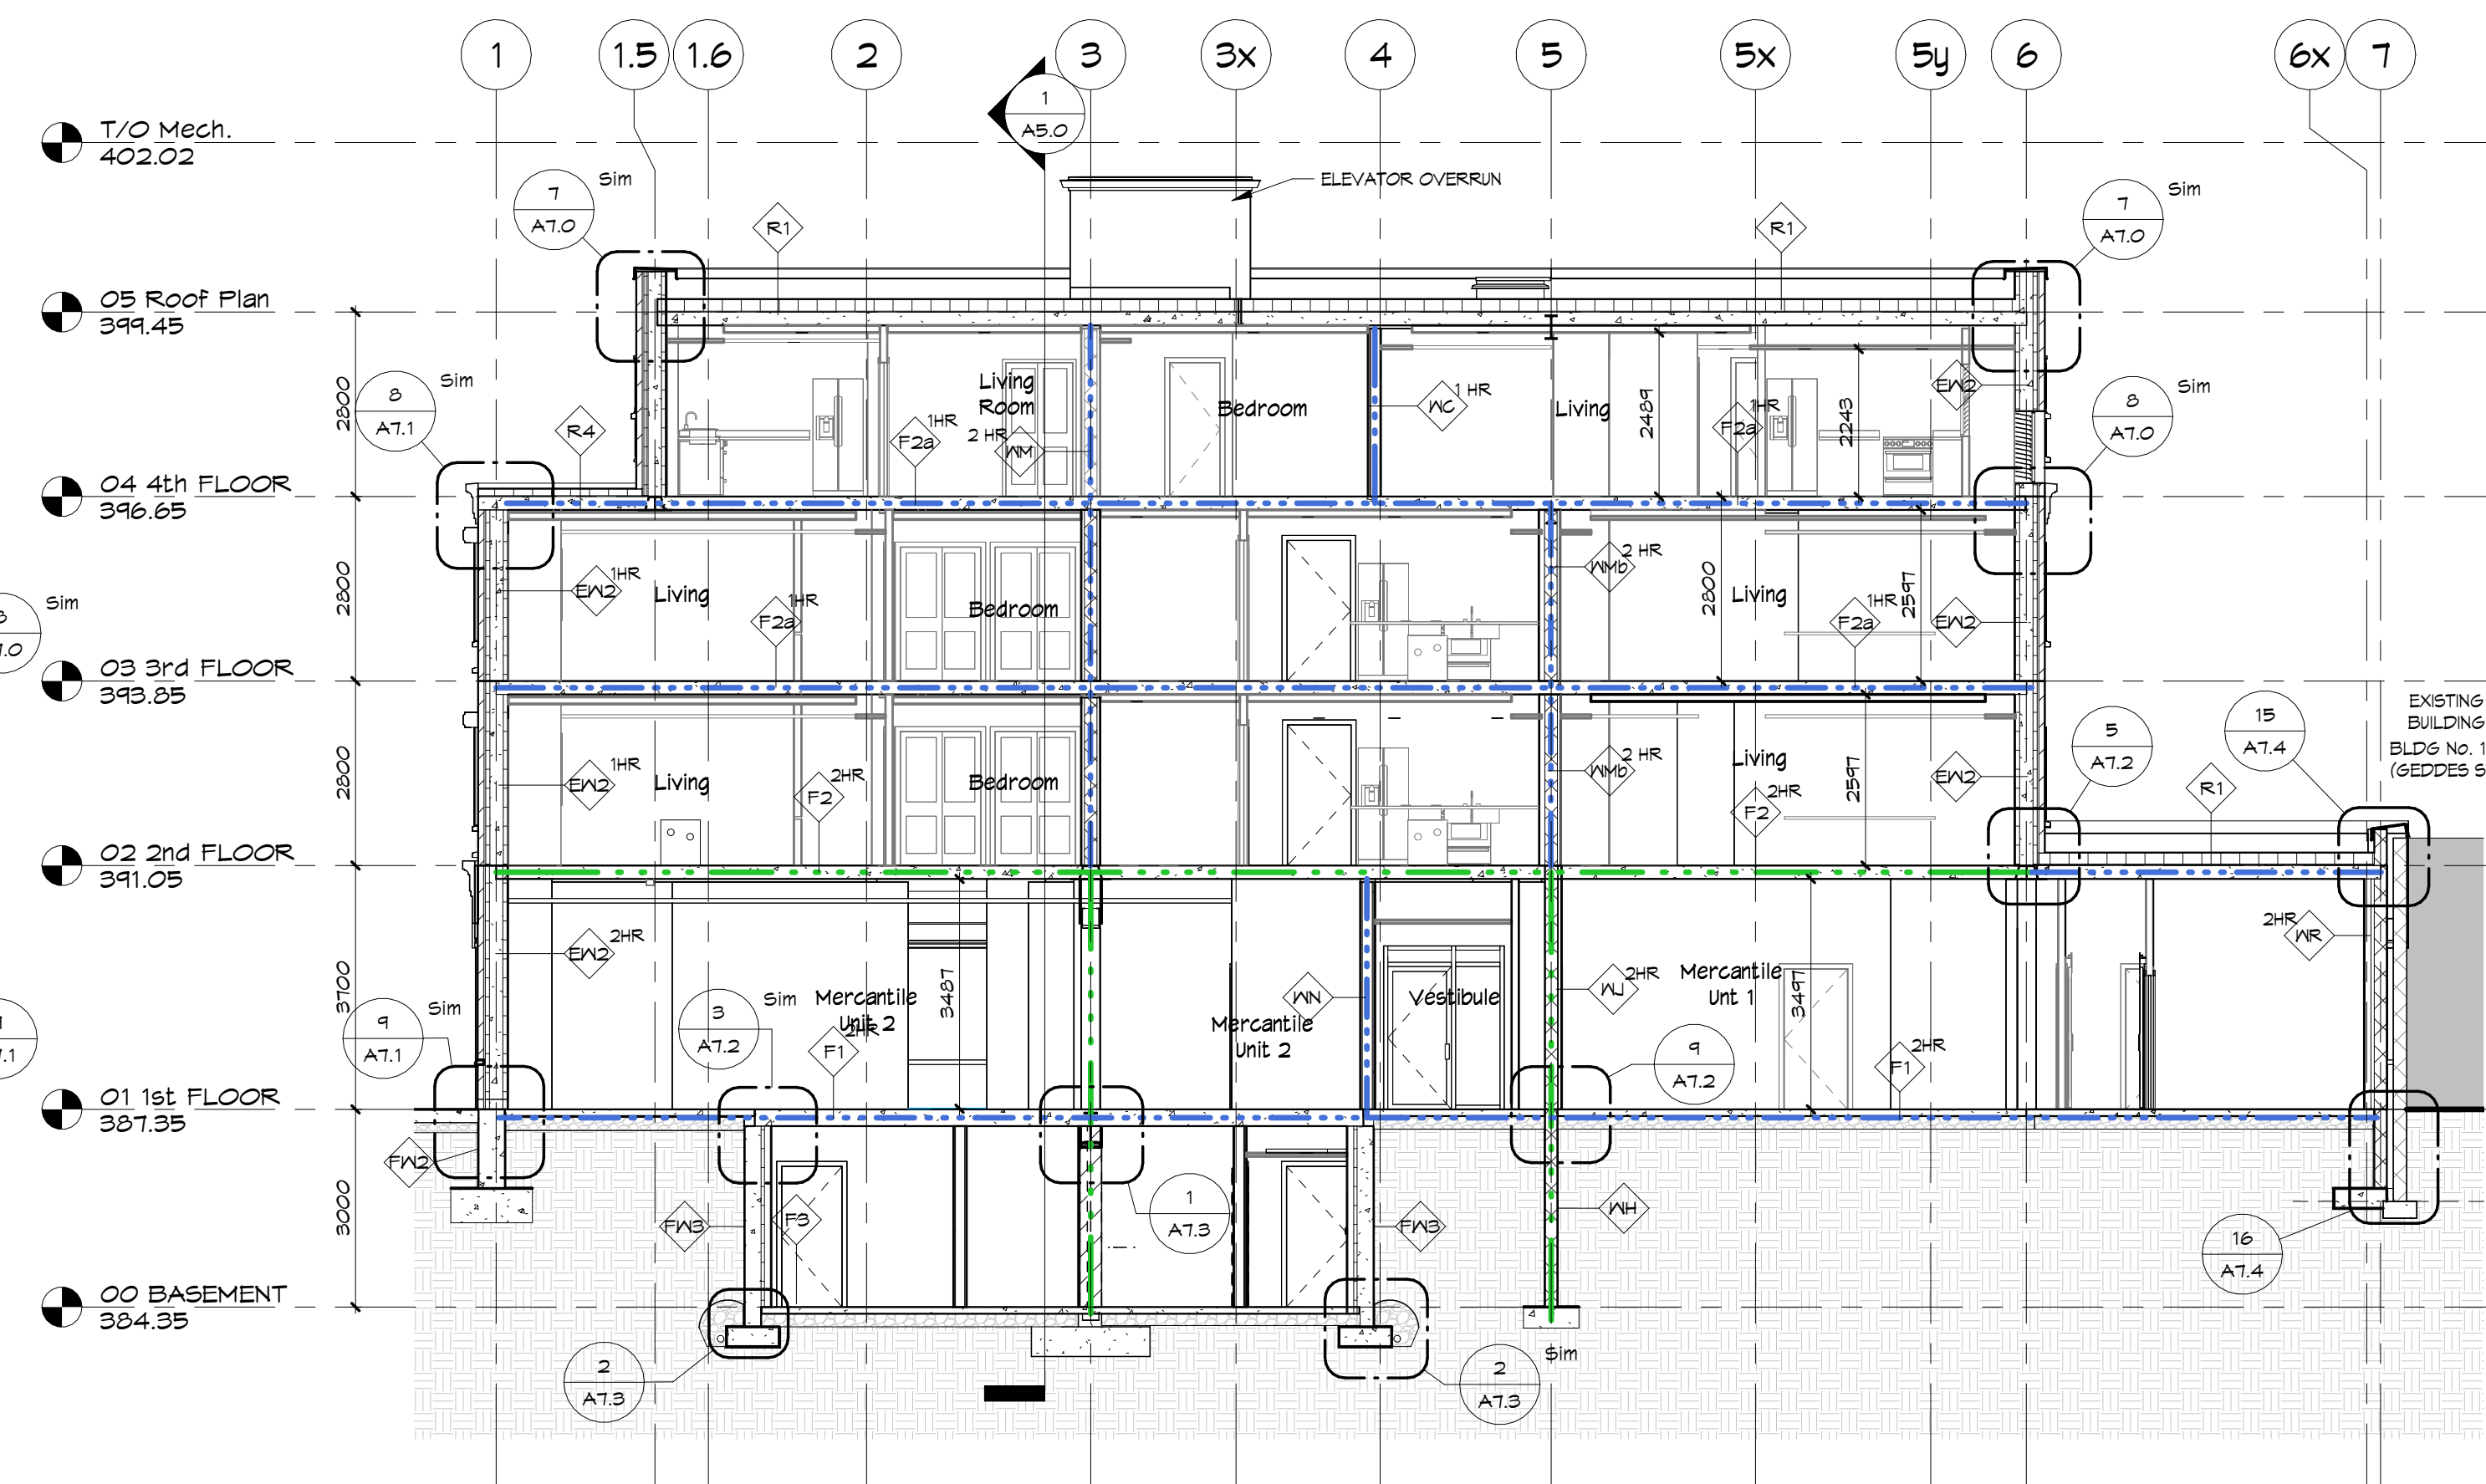 1
1.5
1.6
2
3
3x
4
5
5x
5y
6
6x
7
1
A5.0
T/O Mech.
402.02
7
A7.0
Sim
ELEVATOR OVERRUN
7
A7.0
Sim
R1
R1
05 Roof Plan
399.45
2800
8
A7.1
Sim
R4
Living
Room
F2a
1HR
2 HR
WM
Bedroom
WC
1 HR
Living
2489
F2a
1HR
2243
EW2
8
A7.0
Sim
04 4th FLOOR
396.65
2800
Sim
EW2
1HR
Living
F2a
1HR
Bedroom
WMb
2 HR
2800
Living
F2a
1HR
2597
EW2
03 3rd FLOOR
393.85
2800
EW2
1HR
Living
F2
2HR
Bedroom
WMb
2 HR
Living
F2
2HR
2597
EW2
5
A7.2
15
A7.4
R1
EXISTING
BUILDING
BLDG No. 1
(GEDDES S
02 2nd FLOOR
391.05
3700
EW2
2HR
Mercantile
Unit 2
3487
F1
2HR
3
A7.2
Sim
9
A7.1
Sim
Mercantile
Unit 2
WN
Vestibule
WJ
2HR
Mercantile
Unt 1
3497
F1
2HR
9
A7.2
2HR
WR
01 1st FLOOR
387.35
3000
FW2
FW3
F3
1
A7.3
FW3
WH
16
A7.4
00 BASEMENT
384.35
2
A7.3
2
A7.3
Sim